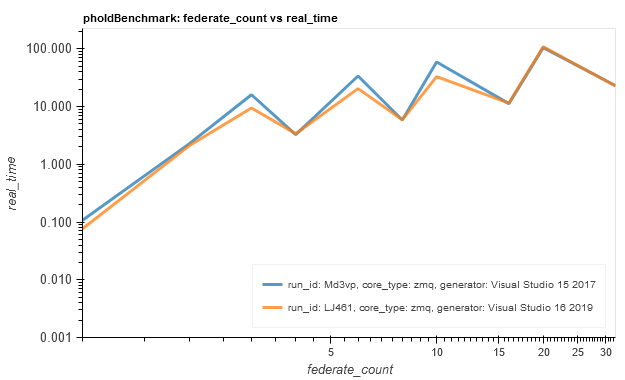 pholdBenchmark: federate_count vs real_time
100.000
10.000
1.000
0.100
0.010
0.001
real_time
run_id: Md3vp, core_type: zmq, generator: Visual Studio 15 2017
run_id: LJ461, core_type: zmq, generator: Visual Studio 16 2019
5 10 15 20 25 30
federate_count